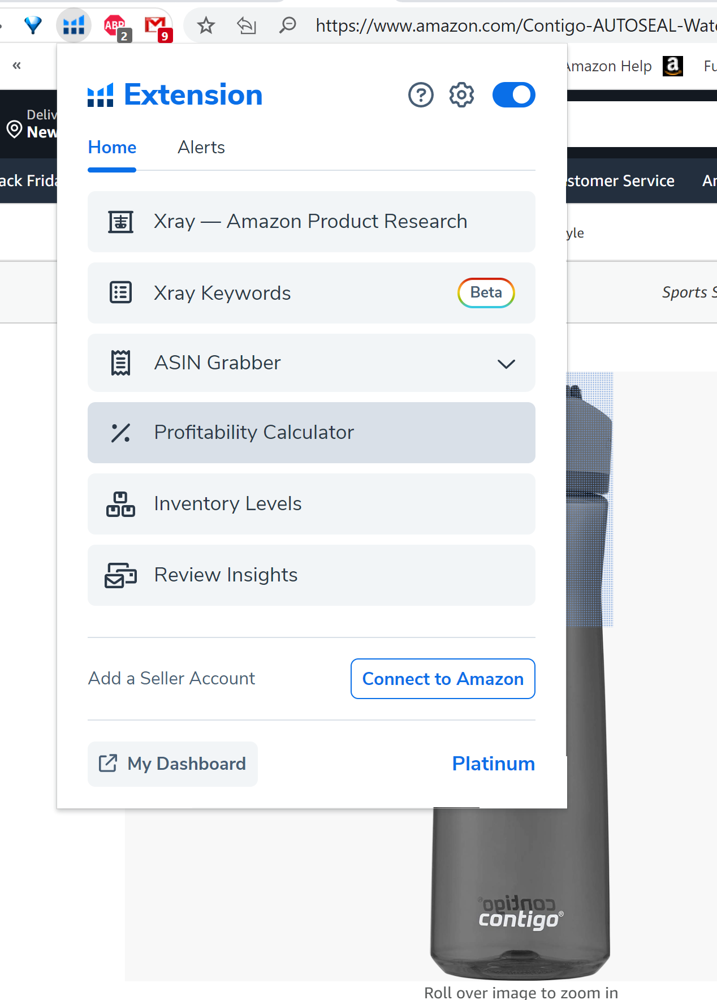 ABP
2
9
https://www.amazon.com/Contigo-AUTOSEAL-Wat
«
Amazon Help
a
Fu
Extension
Deliv
New
Home
Alerts
ack Frida
stomer Service
Xray — Amazon Product Research
yle
Xray Keywords
Beta
Sports S
ASIN Grabber
Profitability Calculator
Inventory Levels
Review Insights
Add a Seller Account
Connect to Amazon
My Dashboard
Platinum
contigo®
contigo®
Roll over image to zoom in